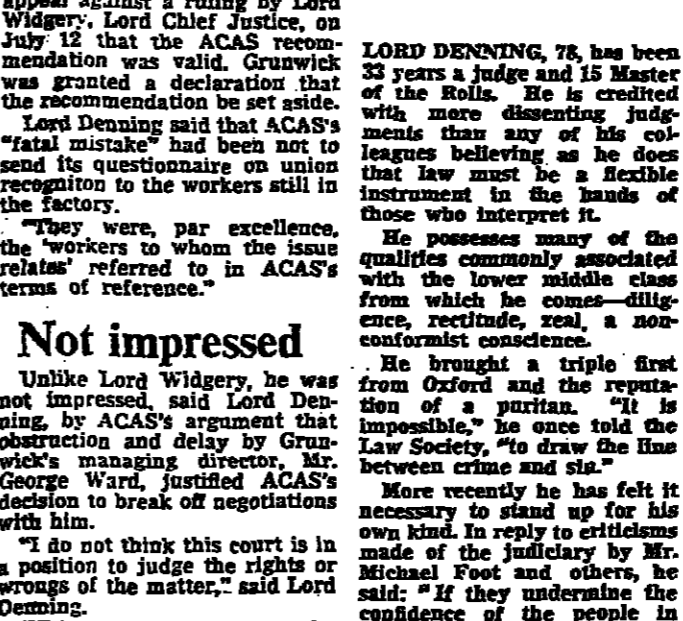 appeal against a ruling by Lord
Widgery, Lord Chief Justice, on
July 12 that the ACAS recom-
mendation was valid. Grunwick
was granted a declaration that
the recommendation be set aside.
Lord Denning said that ACAS's
"fatal mistake" had been not to
send its questionnaire on union
recogniton to the workers still in
the factory.
"They were, par excellence,
the 'workers to whom the issue
relates' referred to in ACAS's
terms of reference."
Not impressed
Unlike Lord Widgery, he was
not impressed, said Lord Den-
ning, by ACAS's argument that
obstruction and delay by Grun-
wick's managing director, Mr.
George Ward, justified ACAS's
decision to break off negotiations
with him.
"I do not think this court is in
a position to judge the rights or
wrongs of the matter," said Lord
Denning.
LORD DENNING, 78, has been
33 years a judge and 15 Master
of the Rolls. He is credited
with more dissenting judg-
ments than any of his col-
leagues believing as he does
that law must be a flexible
instrument in the hands of
those who interpret it.
He possesses many of the
qualities commonly associated
with the lower middle class
from which he comes—dilig-
ence, rectitude, zeal, a non-
conformist conscience.
He brought a triple first
from Oxford and the reputa-
tion of a puritan. "It is
impossible," he once told the
Law Society, "to draw the line
between crime and sin."
More recently he has felt it
necessary to stand up for his
own kind. In reply to criticisms
made of the judiciary by Mr.
Michael Foot and others, he
said: "If they undermine the
confidence of the people in